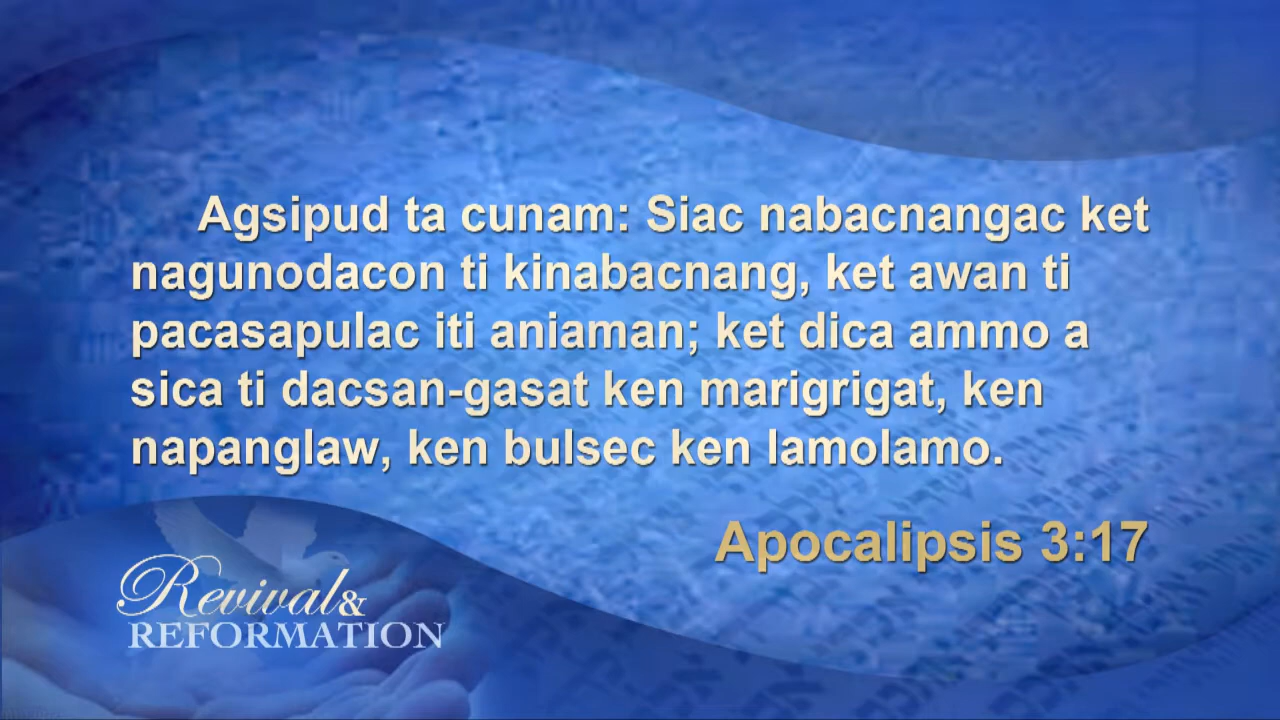 Agsipud ta cunam: Siac nabacnangac ket
nagunodacon ti kinabacnang, ket awan ti
pacasapulac iti aniaman; ket dica ammo a
sica ti dacsan-gasat ken marigrigat, ken
napanglaw, ken bulsec ken lamolamo.
Apocalipsis 3:17
Revival&
REFORMATION